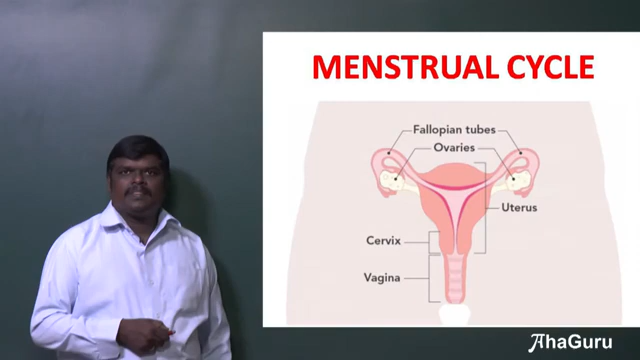 MENSTRUAL CYCLE
Fallopian tubes
Ovaries
Uterus
Cervix
Vagina
AhaGuru